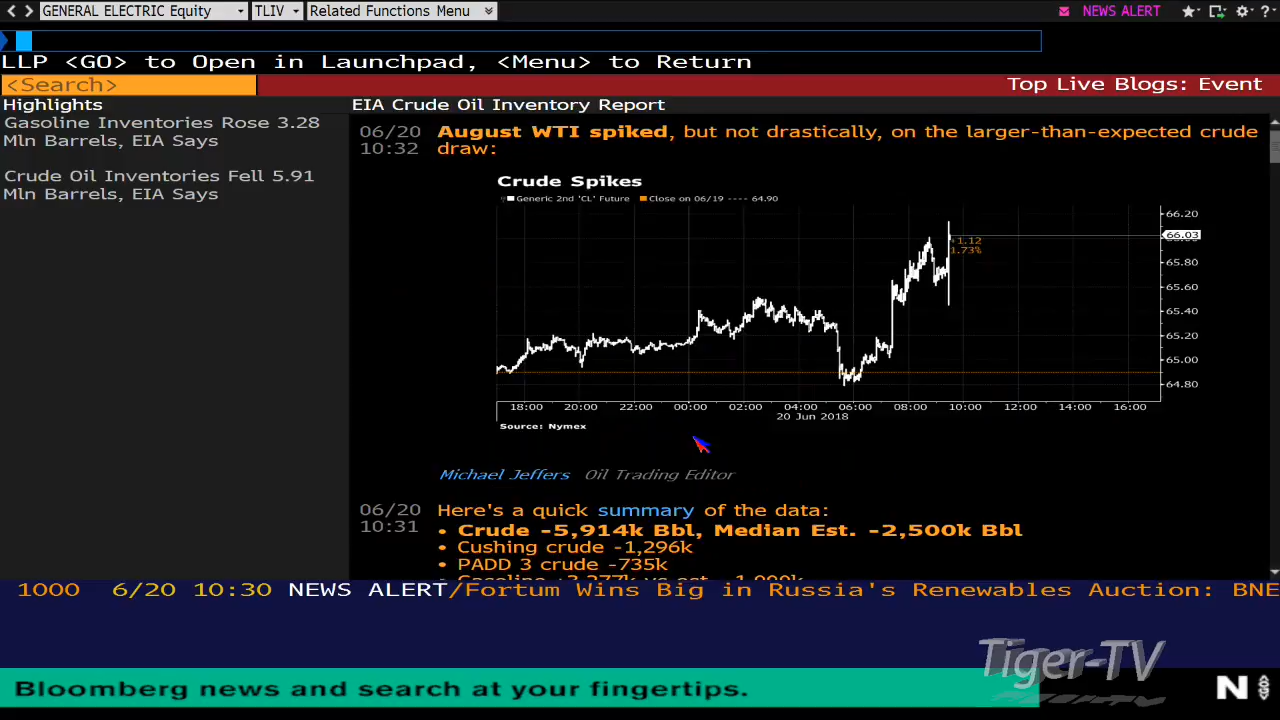 GENERAL ELECTRIC Equity TLIV Related Functions Menu NEWS ALERT
LLP <GO> to Open in Launchpad, <Menu> to Return
<Search> Top Live Blogs: Event
Highlights
Gasoline Inventories Rose 3.28
Mln Barrels, EIA Says
Crude Oil Inventories Fell 5.91
Mln Barrels, EIA Says
EIA Crude Oil Inventory Report
06/20
10:32
August WTI spiked, but not drastically, on the larger-than-expected crude
draw:
Crude Spikes
Generic 2nd 'CL' Future Close on 06/19 ---- 64.90
66.20
66.03
+1.12
1.73%
65.80
65.60
65.40
65.20
65.00
64.80
18:00 20:00 22:00 00:00 02:00 04:00 06:00 08:00 10:00 12:00 14:00 16:00
20 Jun 2018
Source: Nymex
Michael Jeffers Oil Trading Editor
06/20
10:31
Here's a quick summary of the data:
• Crude -5,914k Bbl, Median Est. -2,500k Bbl
• Cushing crude -1,296k
• PADD 3 crude -735k
1000 6/20 10:30 NEWS ALERT/Fortum Wins Big in Russia's Renewables Auction: BNE
Tiger-TV
Bloomberg news and search at your fingertips.
N